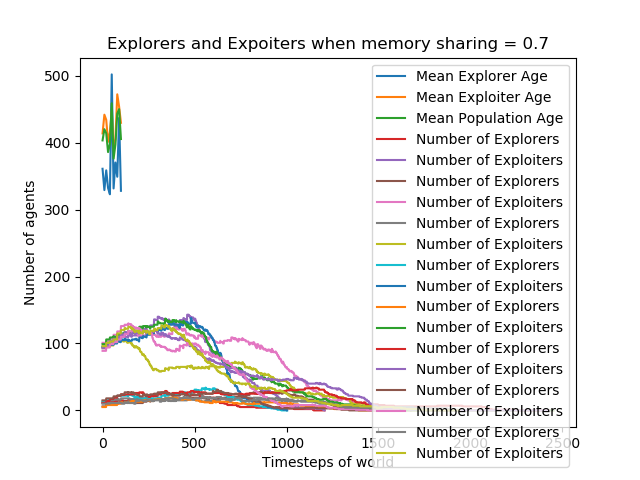 Explorers and Expoiters when memory sharing = 0.7
500
400
300
200
100
0
Number of agents
Mean Explorer Age
Mean Exploiter Age
Mean Population Age
Number of Explorers
Number of Exploiters
Number of Explorers
Number of Exploiters
Number of Explorers
Number of Exploiters
Number of Explorers
Number of Exploiters
Number of Explorers
Number of Exploiters
Number of Explorers
Number of Exploiters
Number of Explorers
Number of Exploiters
Number of Explorers
Number of Exploiters
0 500 1000 1500 2000 2500
Timesteps of world